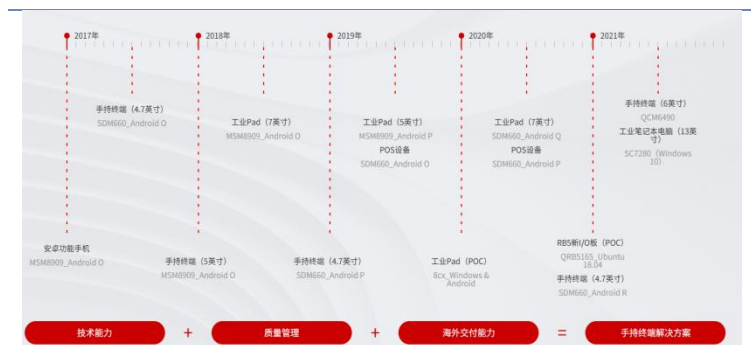 2017年
2018年
2019年
2020年
2021年
手持终端（4.7英寸）
SDM660_Android O
工业Pad（7英寸）
MSM8909_Android O
工业Pad（5英寸）
MSM8909_Android P
POS设备
SDM660_Android O
工业Pad（7英寸）
SDM660_Android Q
POS设备
SDM660_Android P
手持终端（6英寸）
QCM6490
工业笔记本电脑（13英
寸）
SC7280（Windows
10）
安卓功能手机
MSM8909_Android O
手持终端（5英寸）
MSM8909_Android O
手持终端（4.7英寸）
SDM660_Android P
工业Pad（POC）
8cx_Windows &
Android
RB5新I/O板（POC）
QRB5165_Ubuntu
18.04
手持终端（4.7英寸）
SDM660_Android R
技术能力
+
质量管理
+
海外交付能力
=
手持终端解决方案